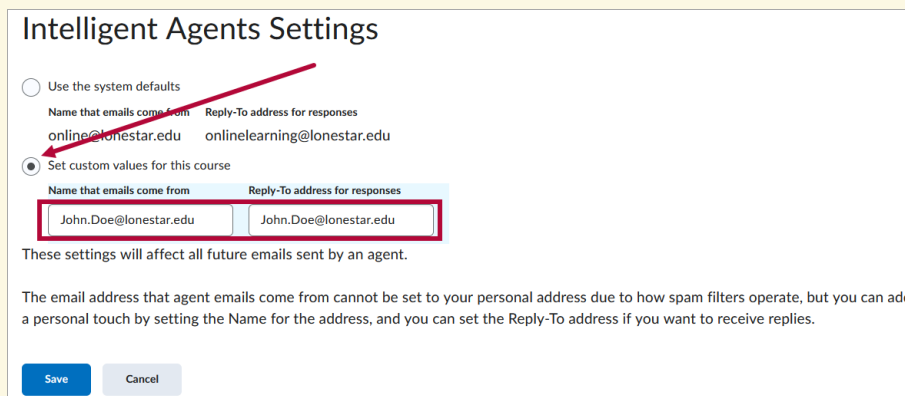 Intelligent Agents Settings
Use the system defaults
Name that emails come from Reply-To address for responses
online@lonestar.edu onlinelearning@lonestar.edu
Set custom values for this course
Name that emails come from Reply-To address for responses
John.Doe@lonestar.edu John.Doe@lonestar.edu
These settings will affect all future emails sent by an agent.
The email address that agent emails come from cannot be set to your personal address due to how spam filters operate, but you can add
a personal touch by setting the Name for the address, and you can set the Reply-To address if you want to receive replies.
Save Cancel